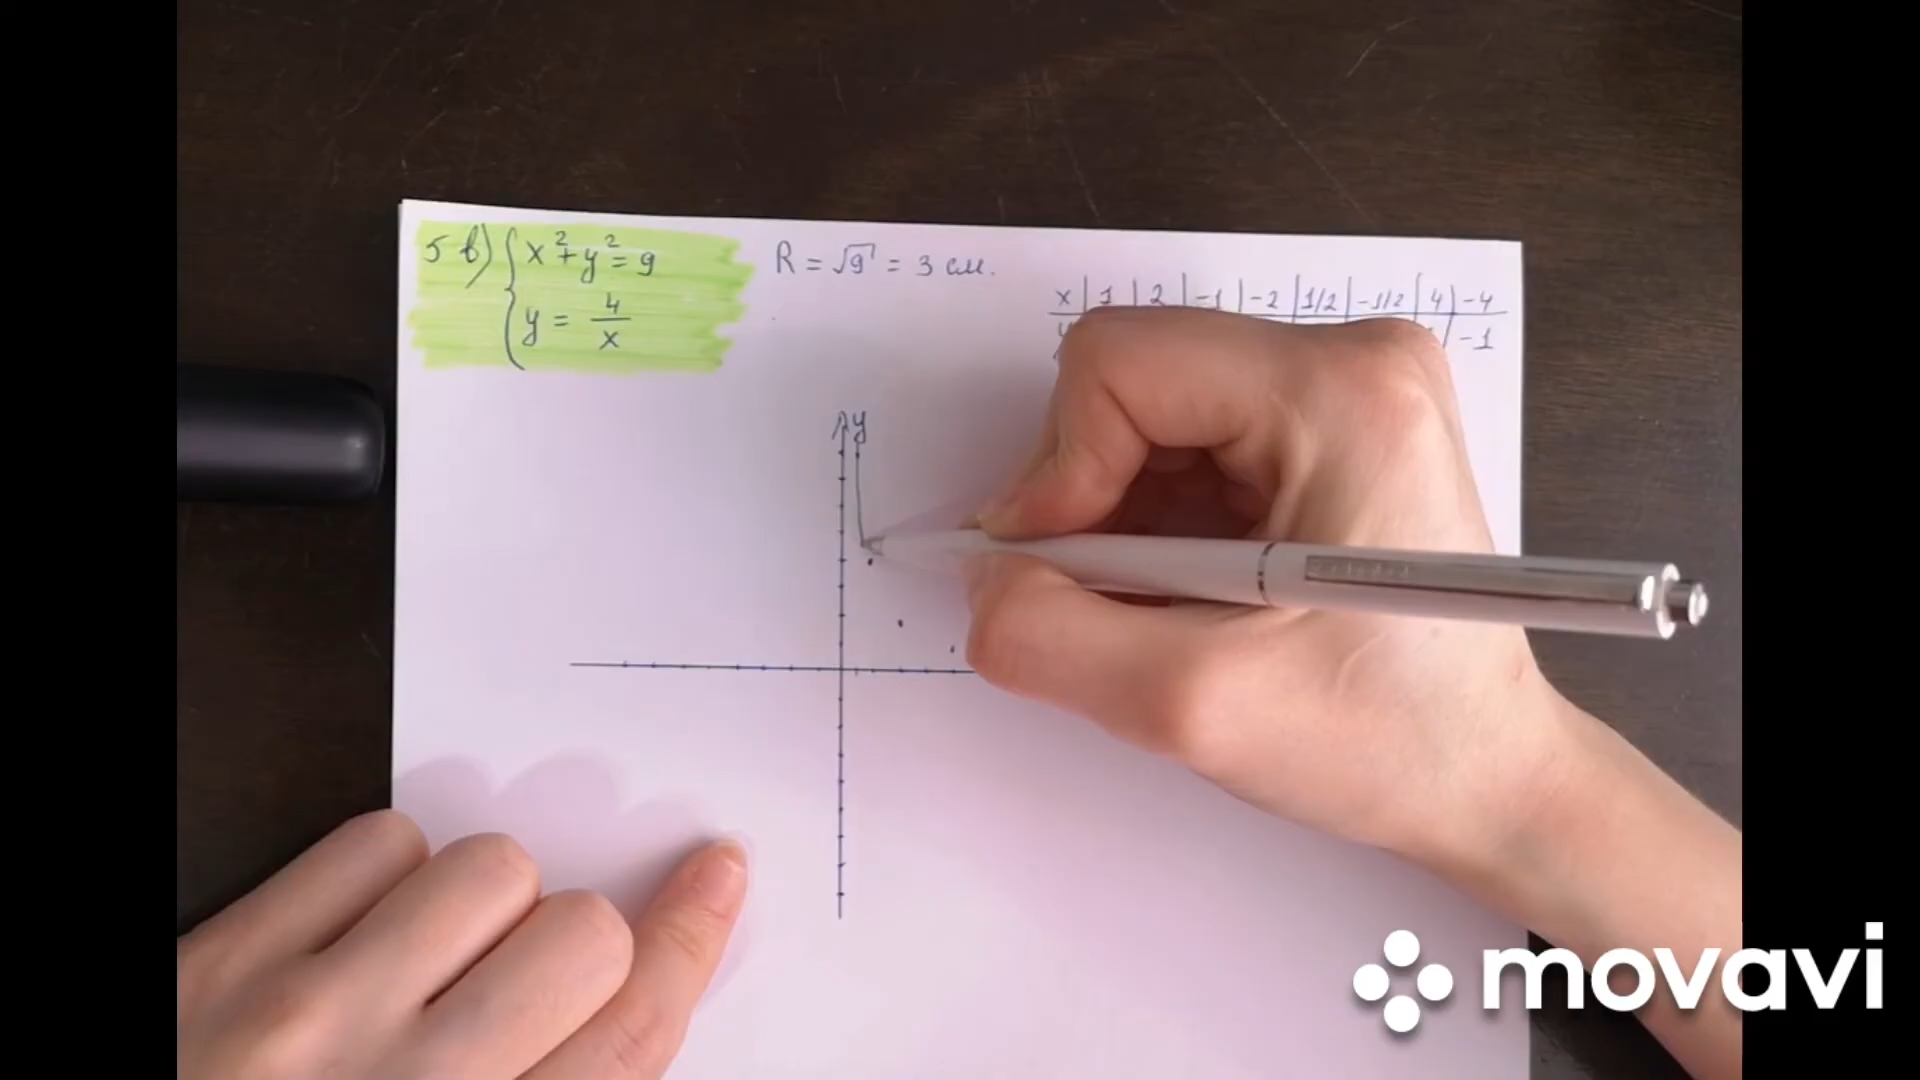 5 в) { x² + y² = 9
y = 4/x
R = √9 = 3 см.
x | 1 | 2 | -1 | -2 | 1/2 | -1/2 | 4 | -4
y -1
y
movavi